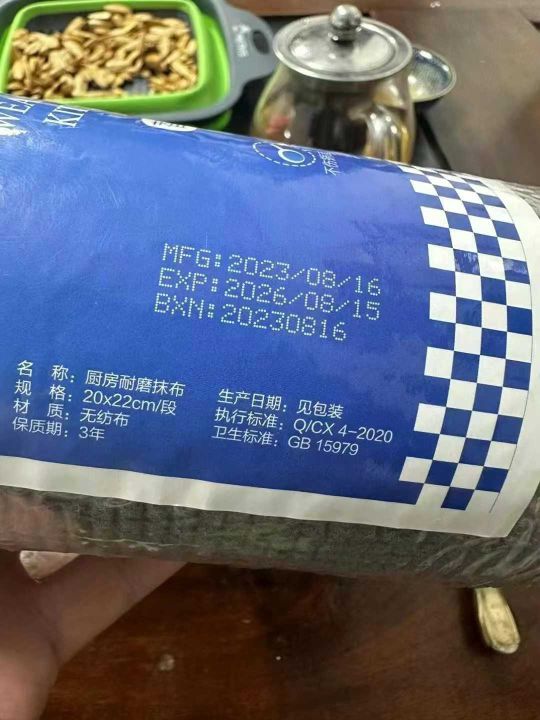 MFG:2023/08/16
EXP:2026/08/15
BXN:20230816
名 称：厨房耐磨抹布
规 格：20x22cm/段
材 质：无纺布
保质期：3年
生产日期：见包装
执行标准：Q/CX 4-2020
卫生标准：GB 15979